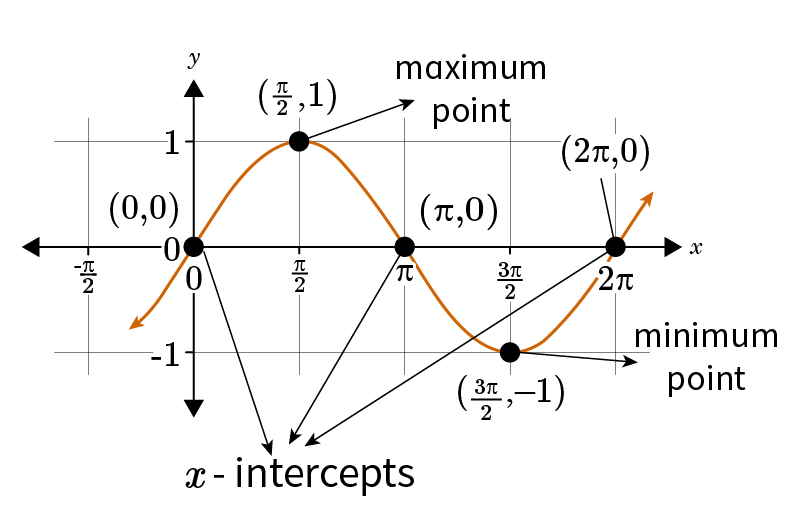 y
maximum
point
(π/2,1)
1
(2π,0)
(0,0)
(π,0)
0
x
-π/2
0
π/2
π
3π/2
2π
minimum
point
-1
(3π/2,−1)
x - intercepts